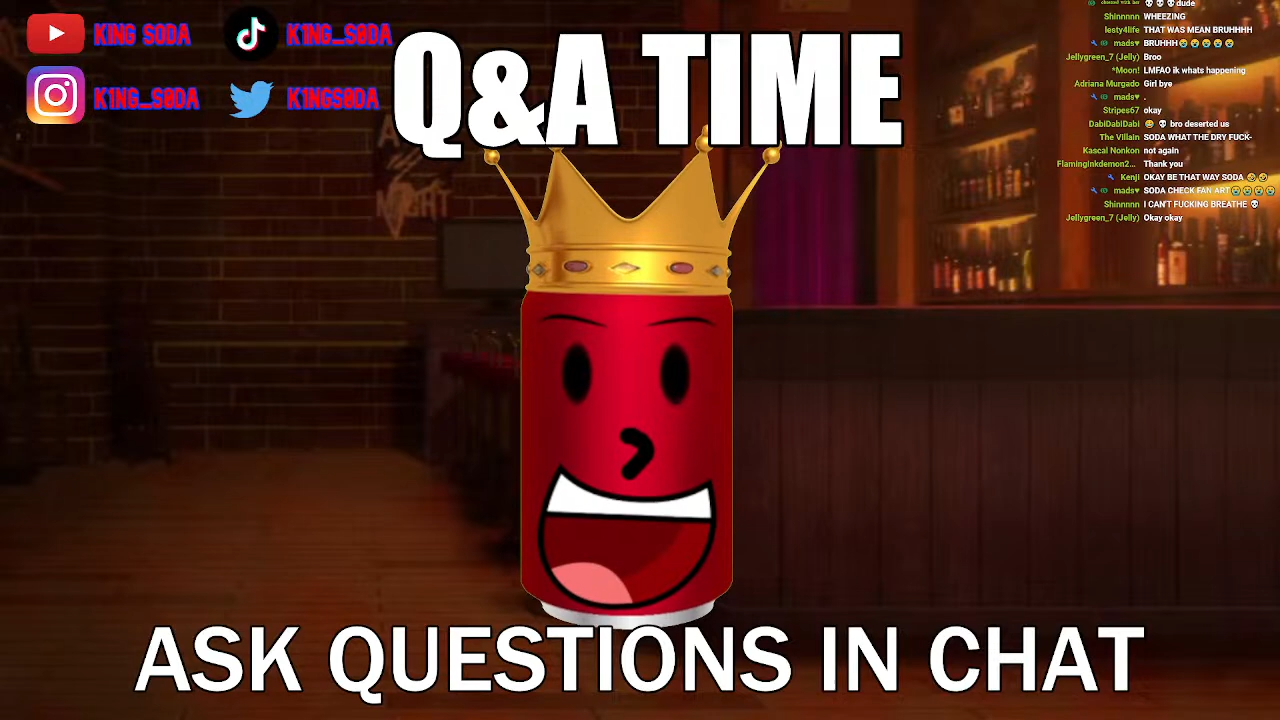 KING SODA
K1NG_S0DA
K1NG_S0DA
K1NGS0DA
Q&A TIME
dude
Shinnnnn WHEEZING
lesty4life THAT WAS MEAN BRUHHHH
mads♥ BRUHHH😭😭😭😭😭
Jellygreen_7 (Jelly) Broo
*Moon! LMFAO ik whats happening
Adriana Murgado Girl bye
mads♥ .
Stripes67 okay
DabiDabiDabi 😀 💀 bro deserted us
The Villain SODA WHAT THE DRY FUCK-
Kascal Nonkon not again
Flaminginkdemon2... Thank you
Kenji OKAY BE THAT WAY SODA
mads♥ SODA CHECK FAN ART😭😭😭😭
Shinnnnn I CAN'T FUCKING BREATHE 💀
Jellygreen_7 (Jelly) Okay okay
ASK QUESTIONS IN CHAT